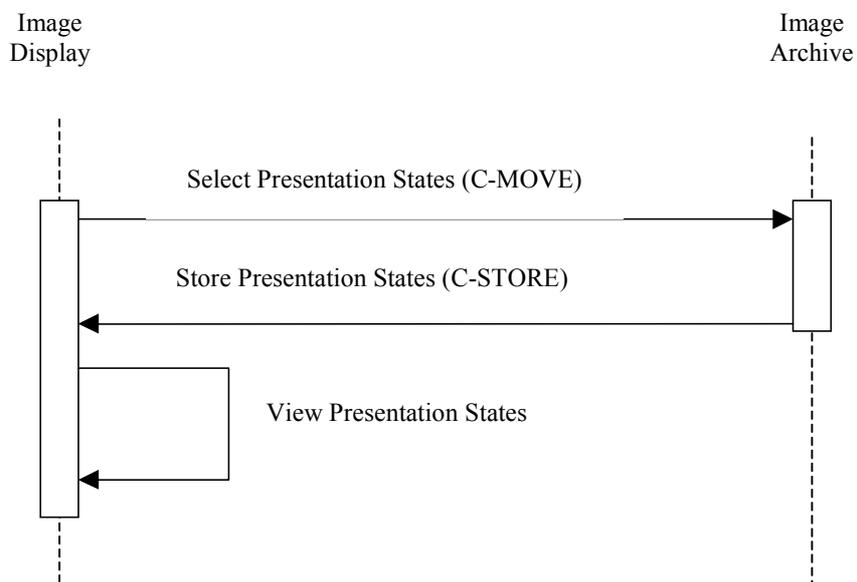 Image
Display
Image
Archive
Select Presentation States (C-MOVE)
Store Presentation States (C-STORE)
View Presentation States